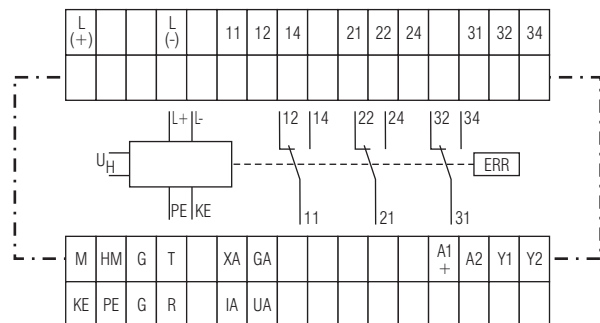 L (+) L (-) 11 12 14 21 22 24 31 32 34
L+ L- 12 14 22 24 32 34
UH ERR
PE KE 11 21 31
M HM G T XA GA A1 + A2 Y1 Y2
KE PE G R IA UA